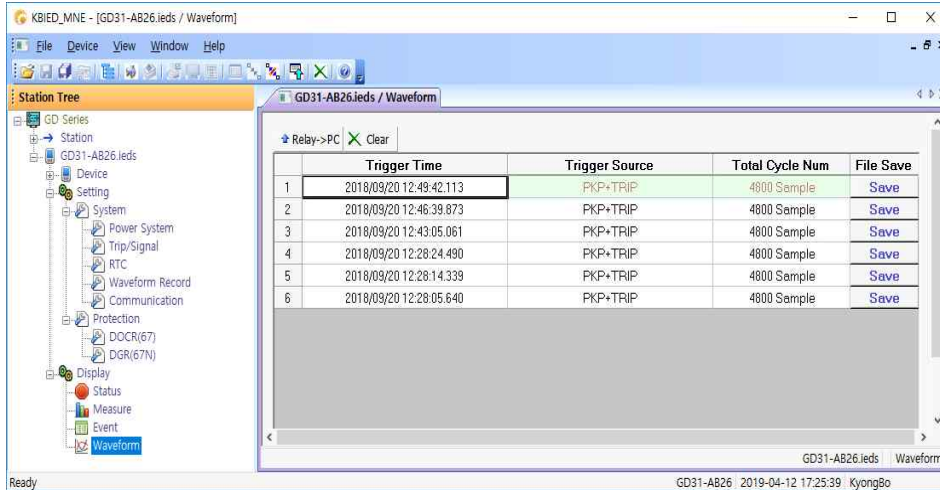 KBIED_MNE - [GD31-AB26.ieds / Waveform]
File Device View Window Help
Station Tree
GD Series
Station
GD31-AB26.ieds
Device
Setting
System
Power System
Trip/Signal
RTC
Waveform Record
Communication
Protection
DOCR(67)
DGR(67N)
Display
Status
Measure
Event
Waveform
GD31-AB26.ieds / Waveform
Relay->PC Clear
Trigger Time Trigger Source Total Cycle Num File Save
1 2018/09/20 12:49:42.113 PKP+TRIP 4800 Sample Save
2 2018/09/20 12:46:39.873 PKP+TRIP 4800 Sample Save
3 2018/09/20 12:43:05.061 PKP+TRIP 4800 Sample Save
4 2018/09/20 12:28:24.490 PKP+TRIP 4800 Sample Save
5 2018/09/20 12:28:14.339 PKP+TRIP 4800 Sample Save
6 2018/09/20 12:28:05.640 PKP+TRIP 4800 Sample Save
GD31-AB26.ieds Waveform
Ready GD31-AB26 2019-04-12 17:25:39 KyongBo